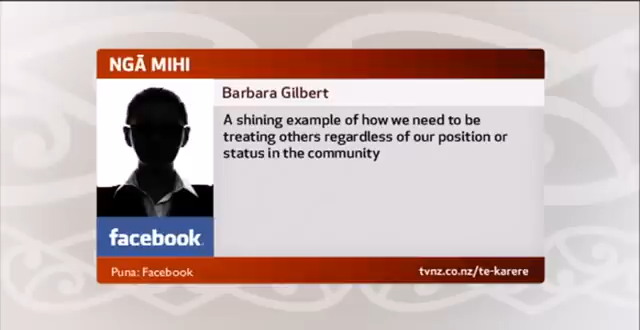 NGĀ MIHI
Barbara Gilbert
A shining example of how we need to be
treating others regardless of our position or
status in the community
facebook
Puna: Facebook
tvnz.co.nz/te-karere